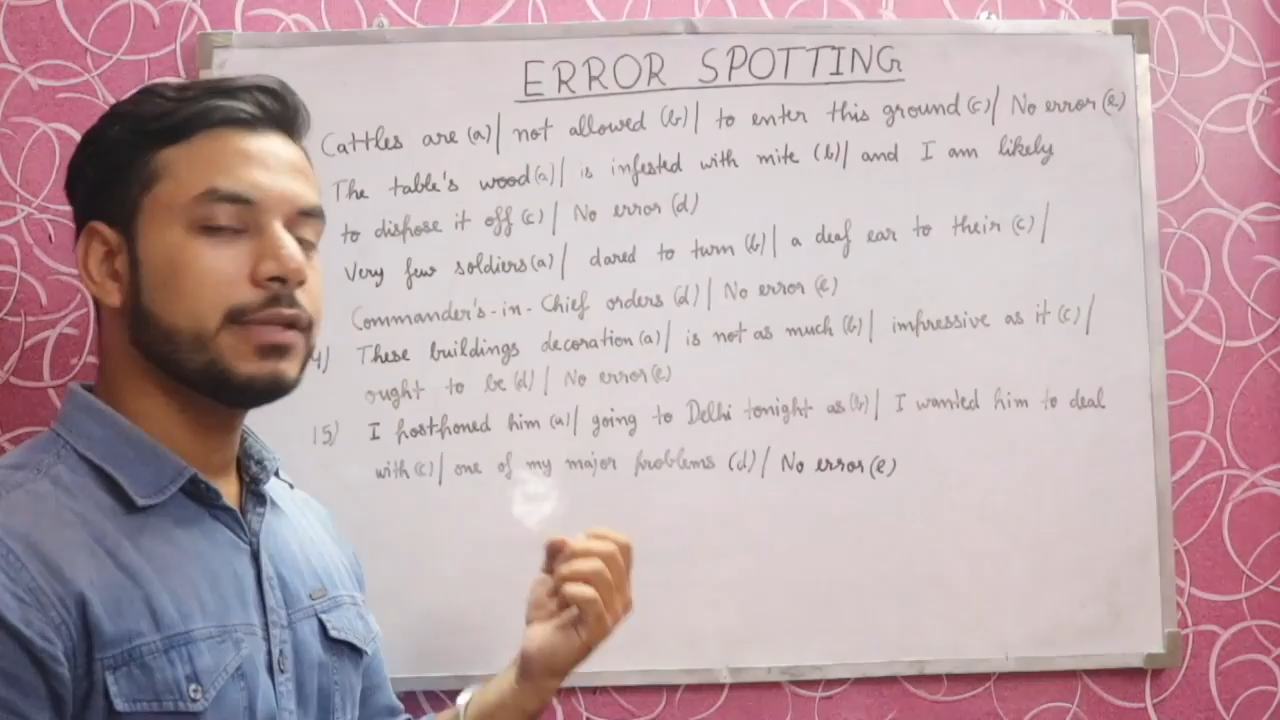 ERROR SPOTTING
Cattles are (a)| not allowed (b)| to enter this ground (c)| No error (e)
The table's wood (a)| is infested with mite (b)| and I am likely
to dispose it off (c)| No error (d)
Very few soldiers (a)| dared to turn (b)| a deaf ear to their (c)|
Commander's-in-Chief orders (d)| No error (e)
4) These buildings decoration (a)| is not as much (b)| impressive as it (c)|
ought to be (d)| No error (e)
15) I postponed him (a)| going to Delhi tonight as (b)| I wanted him to deal
with (c)| one of my major problems (d)| No error (e)